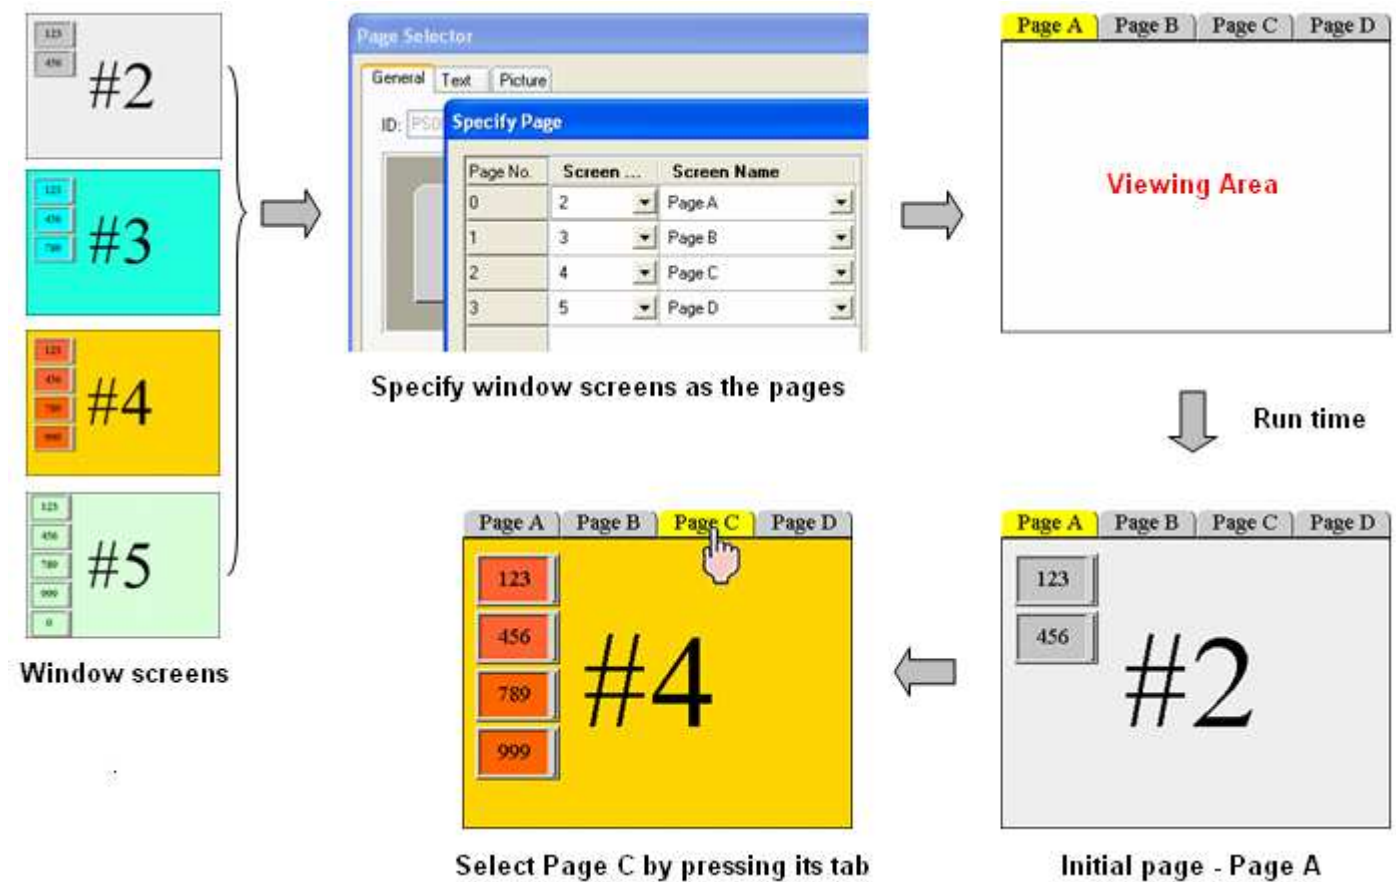 123
456
#2
123
456
789
#3
123
456
789
999
#4
123
456
789
999
0
#5
Window screens
Page Selector
General Text Picture
ID:
Specify Page
Page No. Screen ... Screen Name
0 2 Page A
1 3 Page B
2 4 Page C
3 5 Page D
Specify window screens as the pages
Page A Page B Page C Page D
Viewing Area
Run time
Page A Page B Page C Page D
123
456
#2
Initial page - Page A
Page A Page B Page C Page D
123
456
789
999
#4
Select Page C by pressing its tab